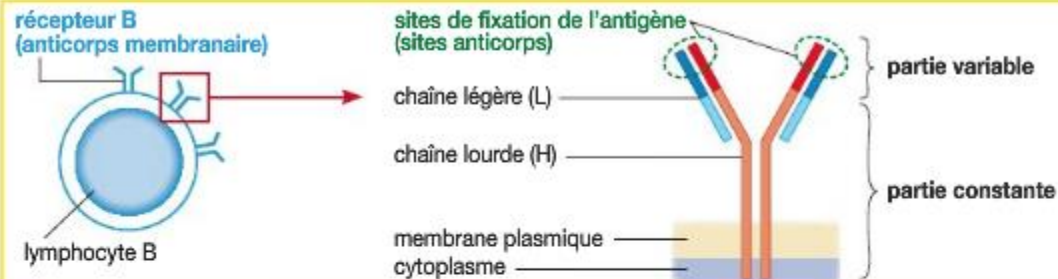 récepteur B
(anticorps membranaire)
lymphocyte B
sites de fixation de l'antigène
(sites anticorps)
chaîne légère (L)
chaîne lourde (H)
membrane plasmique
cytoplasme
partie variable
partie constante